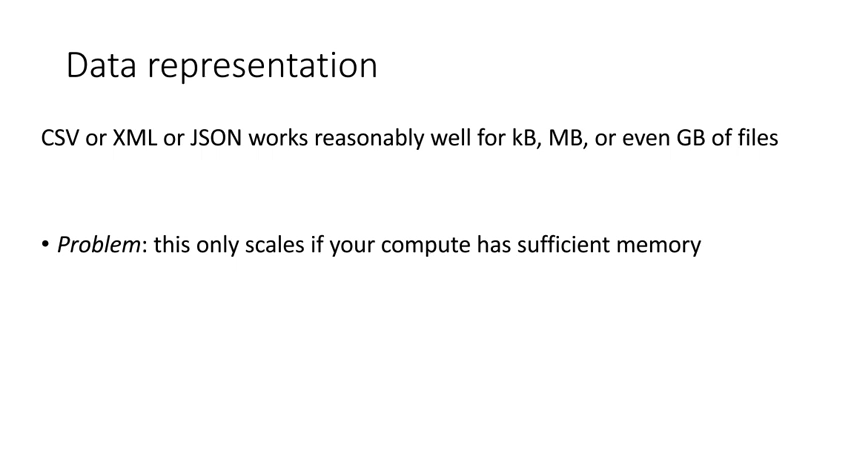 Data representation
CSV or XML or JSON works reasonably well for kB, MB, or even GB of files
• Problem: this only scales if your compute has sufficient memory